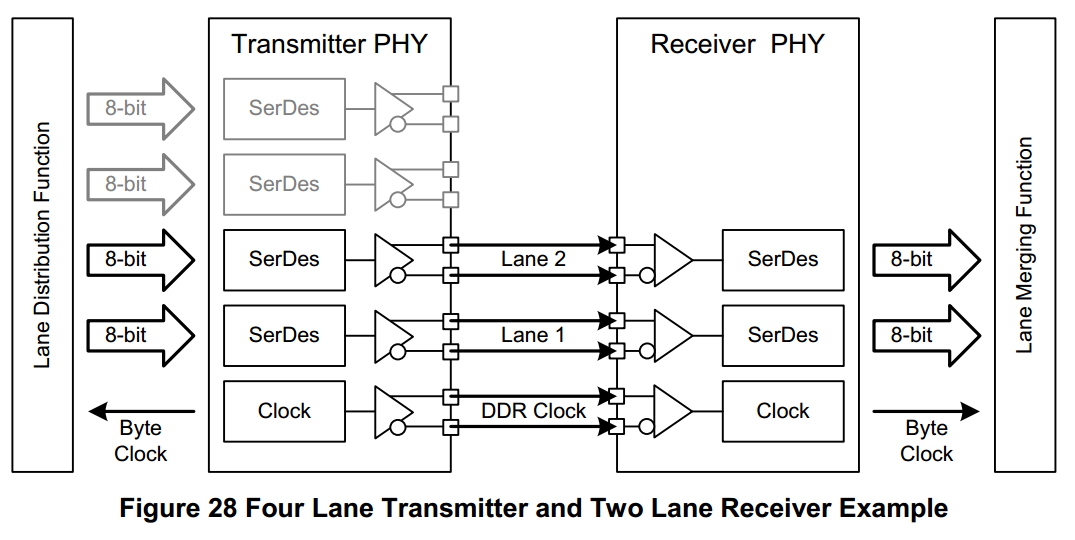 Transmitter PHY
Receiver PHY
Lane Distribution Function
Lane Merging Function
8-bit
SerDes
8-bit
SerDes
8-bit
SerDes
Lane 2
SerDes
8-bit
8-bit
SerDes
Lane 1
SerDes
8-bit
Byte
Clock
Clock
DDR Clock
Clock
Byte
Clock
Figure 28 Four Lane Transmitter and Two Lane Receiver Example